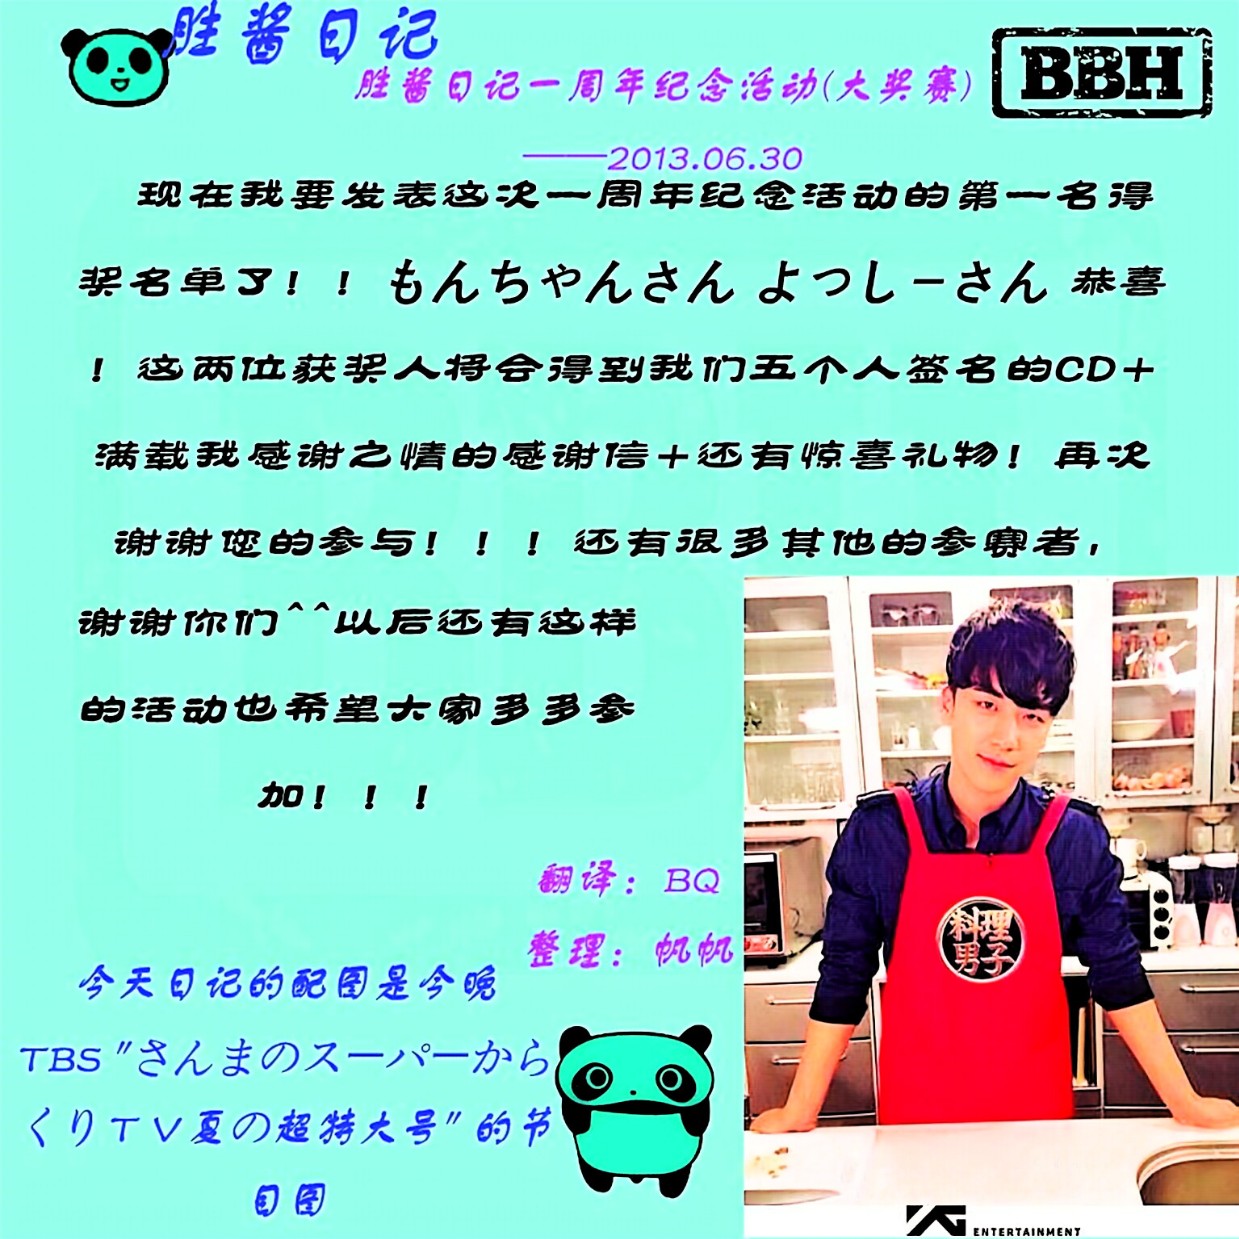 胜酱日记
BBH
胜酱日记一周年纪念活动(大奖赛)
——2013.06.30
现在我要发表这次一周年纪念活动的第一名得
奖名单了！！ もんちゃんさん よっしーさん 恭喜
！这两位获奖人将会得到我们五个人签名的CD＋
满载我感谢之情的感谢信＋还有惊喜礼物！再次
谢谢您的参与！！！还有很多其他的参赛者，
谢谢你们^^以后还有这样
的活动也希望大家多多参
加！！！
翻译：BQ
整理：帆帆
今天日记的配图是今晚
TBS "さんまのスーパーから
くりＴＶ夏の超特大号" 的节
目图
料理
男子
YG ENTERTAINMENT